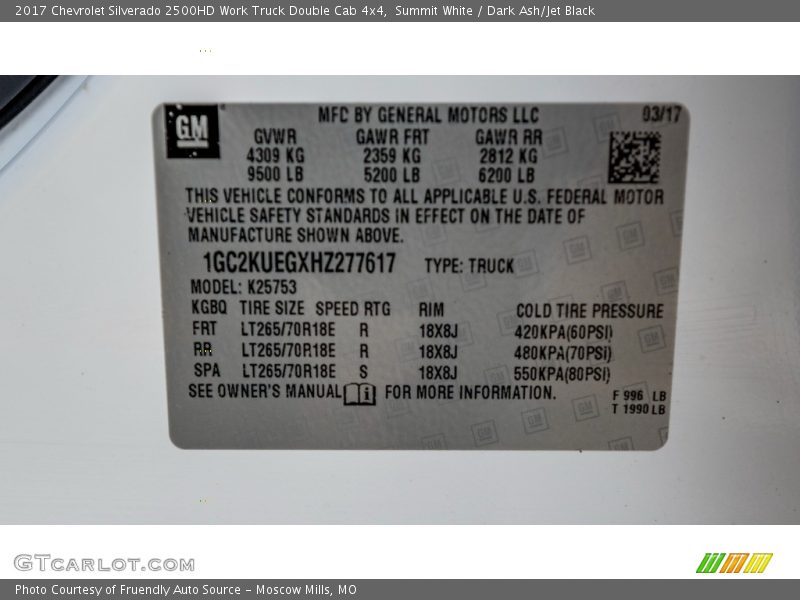 2017 Chevrolet Silverado 2500HD Work Truck Double Cab 4x4, Summit White / Dark Ash/Jet Black
GM
MFC BY GENERAL MOTORS LLC 03/17
GVWR GAWR FRT GAWR RR
4309 KG 2359 KG 2812 KG
9500 LB 5200 LB 6200 LB
THIS VEHICLE CONFORMS TO ALL APPLICABLE U.S. FEDERAL MOTOR
VEHICLE SAFETY STANDARDS IN EFFECT ON THE DATE OF
MANUFACTURE SHOWN ABOVE.
1GC2KUEGXHZ277617 TYPE: TRUCK
MODEL: K25753
KGBQ TIRE SIZE SPEED RTG RIM COLD TIRE PRESSURE
FRT LT265/70R18E R 18X8J 420KPA(60PSI)
RR LT265/70R18E R 18X8J 480KPA(70PSI)
SPA LT265/70R18E S 18X8J 550KPA(80PSI)
SEE OWNER'S MANUAL i FOR MORE INFORMATION.
F 996 LB
T 1990 LB
GTCARLOT.COM
Photo Courtesy of Fruendly Auto Source - Moscow Mills, MO